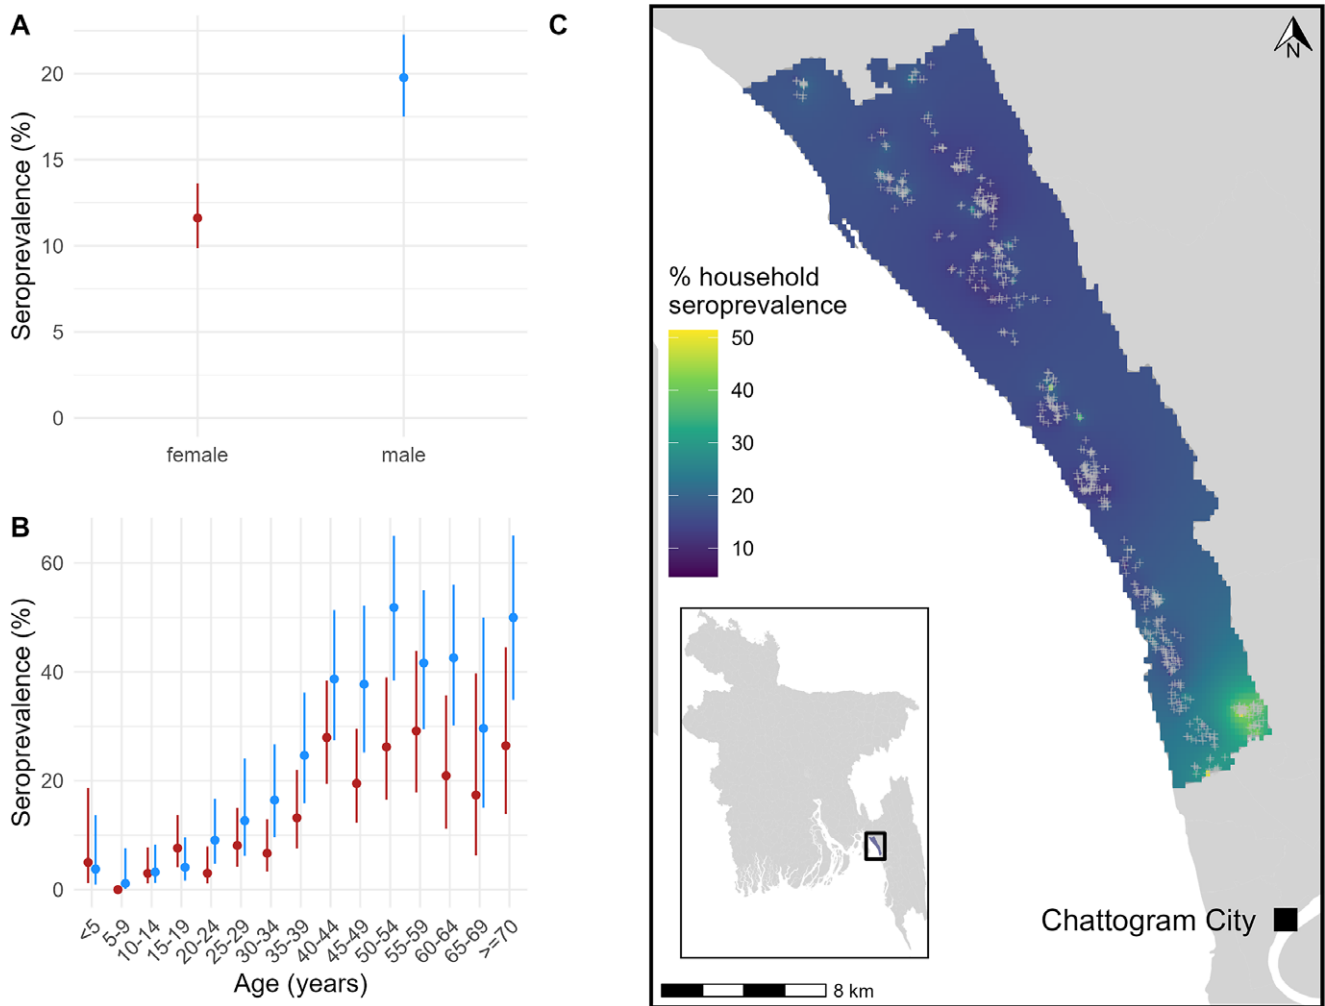 A
Seroprevalence (%)
20
15
10
5
0
female
male
B
Seroprevalence (%)
60
40
20
0
<5
5-9
10-14
15-19
20-24
25-29
30-34
35-39
40-44
45-49
50-54
55-59
60-64
65-69
>=70
Age (years)
C
N
% household
seroprevalence
50
40
30
20
10
Chattogram City
8 km